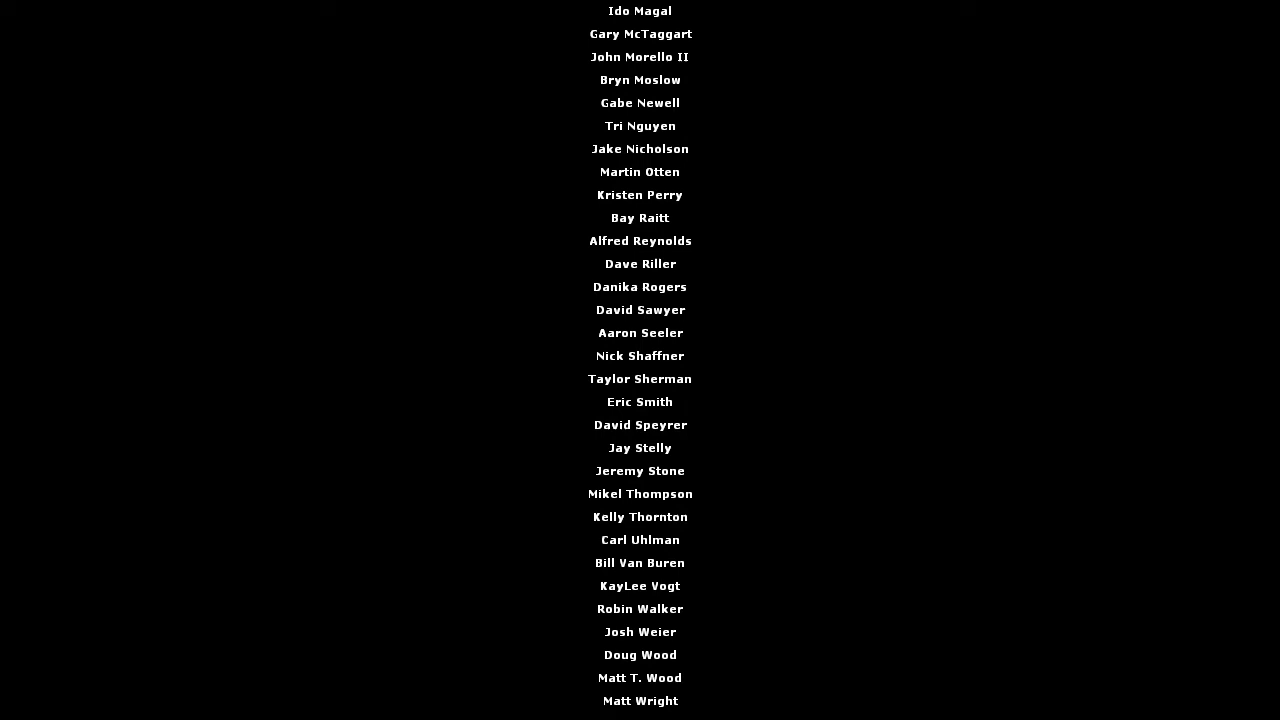 Ido Magal
Gary McTaggart
John Morello II
Bryn Moslow
Gabe Newell
Tri Nguyen
Jake Nicholson
Martin Otten
Kristen Perry
Bay Raitt
Alfred Reynolds
Dave Riller
Danika Rogers
David Sawyer
Aaron Seeler
Nick Shaffner
Taylor Sherman
Eric Smith
David Speyrer
Jay Stelly
Jeremy Stone
Mikel Thompson
Kelly Thornton
Carl Uhlman
Bill Van Buren
KayLee Vogt
Robin Walker
Josh Weier
Doug Wood
Matt T. Wood
Matt Wright